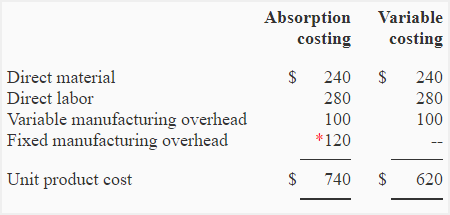 Absorption costing Variable costing
Direct material $ 240 $ 240
Direct labor 280 280
Variable manufacturing overhead 100 100
Fixed manufacturing overhead *120 --
Unit product cost $ 740 $ 620